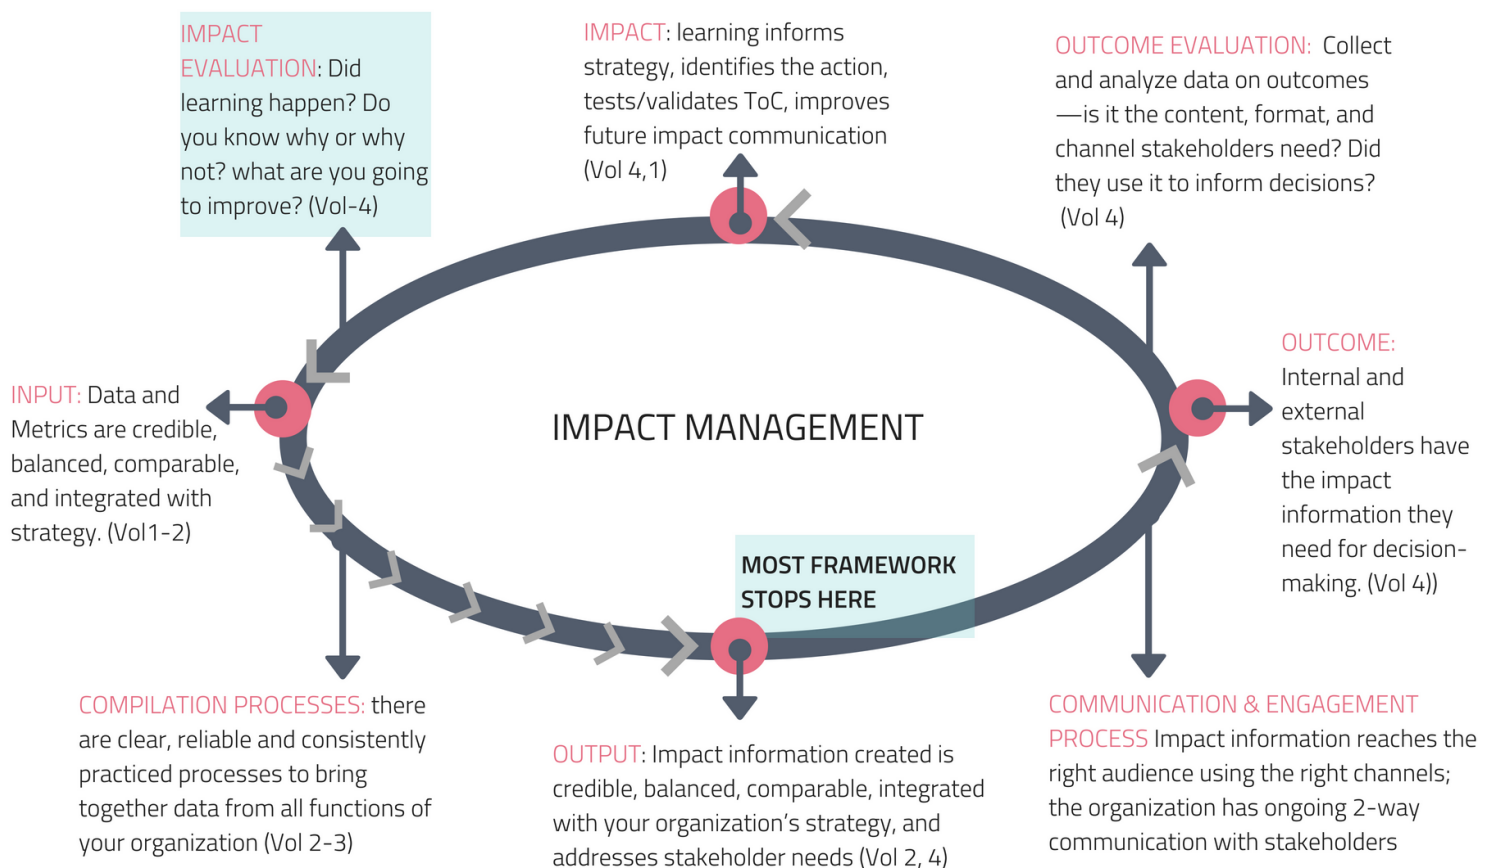 IMPACT
EVALUATION: Did
learning happen? Do
you know why or why
not? what are you going
to improve? (Vol-4)
IMPACT: learning informs
strategy, identifies the action,
tests/validates ToC, improves
future impact communication
(Vol 4,1)
OUTCOME EVALUATION: Collect
and analyze data on outcomes
—is it the content, format, and
channel stakeholders need? Did
they use it to inform decisions?
(Vol 4)
INPUT: Data and
Metrics are credible,
balanced, comparable,
and integrated with
strategy. (Vol1-2)
IMPACT MANAGEMENT
OUTCOME:
Internal and
external
stakeholders have
the impact
information they
need for decision-
making. (Vol 4))
MOST FRAMEWORK
STOPS HERE
COMPILATION PROCESSES: there
are clear, reliable and consistently
practiced processes to bring
together data from all functions of
your organization (Vol 2-3)
OUTPUT: Impact information created is
credible, balanced, comparable, integrated
with your organization's strategy, and
addresses stakeholder needs (Vol 2, 4)
COMMUNICATION & ENGAGEMENT
PROCESS Impact information reaches the
right audience using the right channels;
the organization has ongoing 2-way
communication with stakeholders